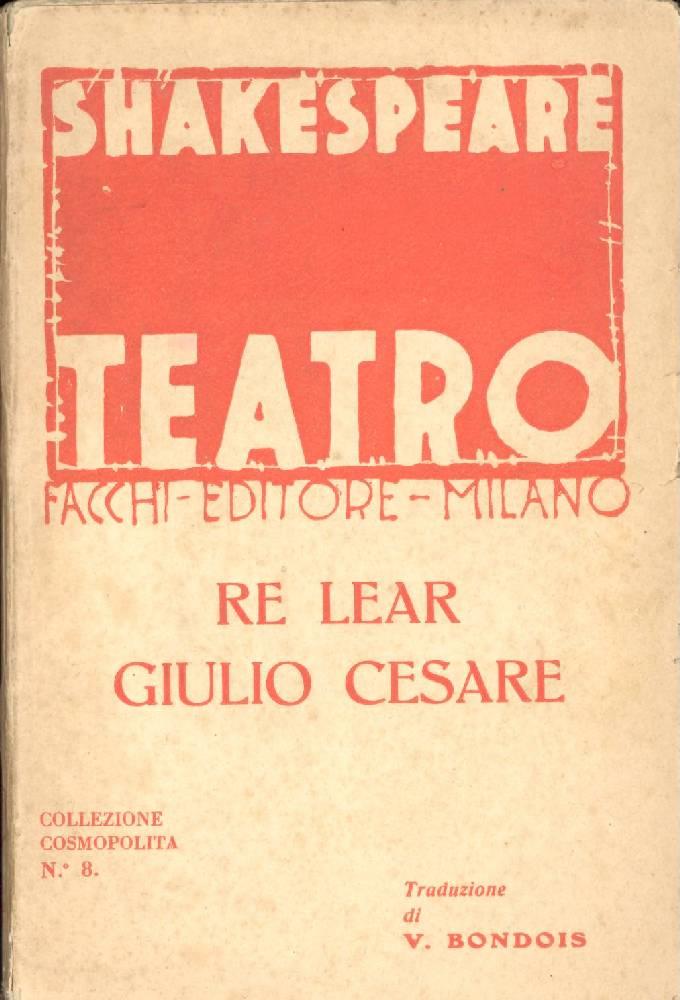 SHAKESPEARE
TEATRO
FACCHI-EDITORE-MILANO
RE LEAR
GIULIO CESARE
COLLEZIONE
COSMOPOLITA
N.° 8.
Traduzione
di
V. BONDOIS